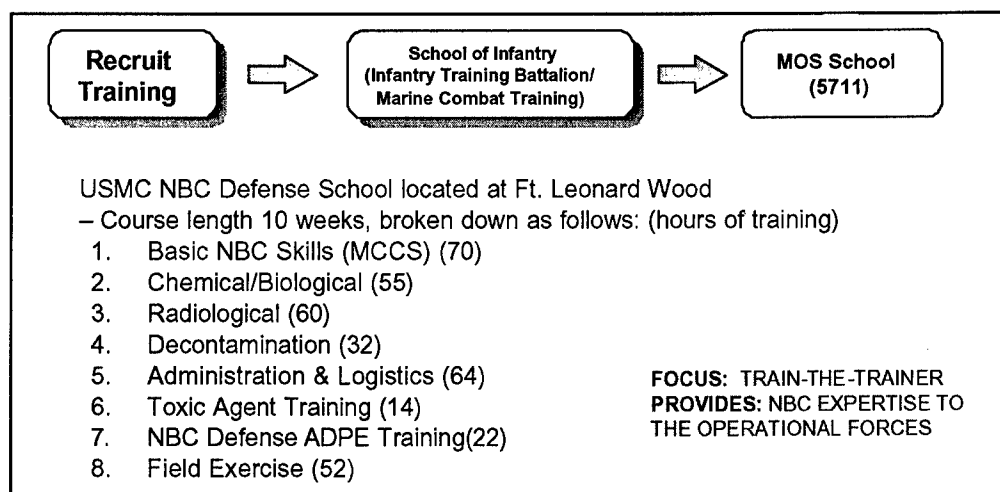 Recruit
Training
School of Infantry
(Infantry Training Battalion/
Marine Combat Training)
MOS School
(5711)
USMC NBC Defense School located at Ft. Leonard Wood
– Course length 10 weeks, broken down as follows: (hours of training)
1. Basic NBC Skills (MCCS) (70)
2. Chemical/Biological (55)
3. Radiological (60)
4. Decontamination (32)
5. Administration & Logistics (64)
6. Toxic Agent Training (14)
7. NBC Defense ADPE Training(22)
8. Field Exercise (52)
FOCUS: TRAIN-THE-TRAINER
PROVIDES: NBC EXPERTISE TO
THE OPERATIONAL FORCES